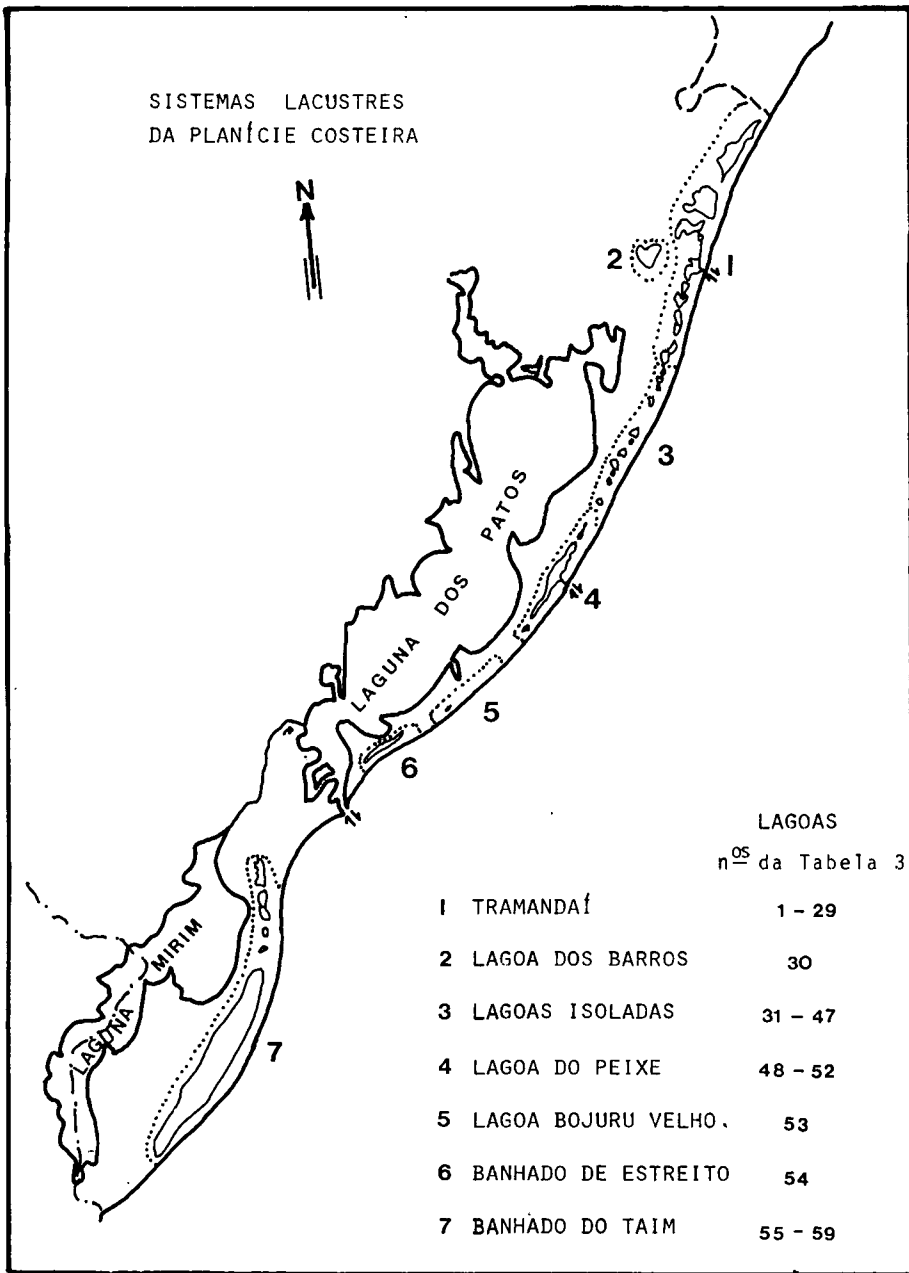 SISTEMAS LACUSTRES
DA PLANÍCIE COSTEIRA
N
2
1
3
LAGUNA DOS PATOS
4
5
6
LAGUNA MIRIM
7
LAGOAS
nºs da Tabela 3
1 TRAMANDAÍ 1 – 29
2 LAGOA DOS BARROS 30
3 LAGOAS ISOLADAS 31 – 47
4 LAGOA DO PEIXE 48 – 52
5 LAGOA BOJURU VELHO. 53
6 BANHADO DE ESTREITO 54
7 BANHADO DO TAIM 55 – 59